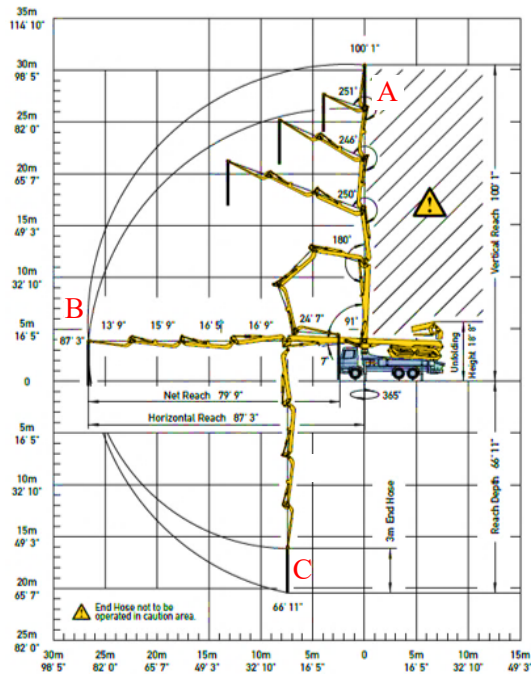 35m
114' 10"
100' 1"
30m
98' 5"
251°
A
25m
82' 0"
246°
20m
65' 7"
250°
15m
49' 3"
Vertical Reach 100' 1"
180°
10m
32' 10"
B
5m
16' 5"
87' 3"
13' 9"
15' 9"
16' 5"
16' 9"
24' 7"
91°
7°
Unfolding
Height 18' 8"
0
Net Reach 79' 9"
365°
Horizontal Reach 87' 3"
5m
16' 5"
10m
32' 10"
Reach Depth 66' 11"
3m End Hose
15m
49' 3"
C
20m
65' 7"
66' 11"
End Hose not to be
operated in caution area.
25m
82' 0"
30m 25m 20m 15m 10m 5m 0 5m 10m 15m
98' 5" 82' 0" 65' 7" 49' 3" 32' 10" 16' 5" 16' 5" 32' 10" 49' 3"